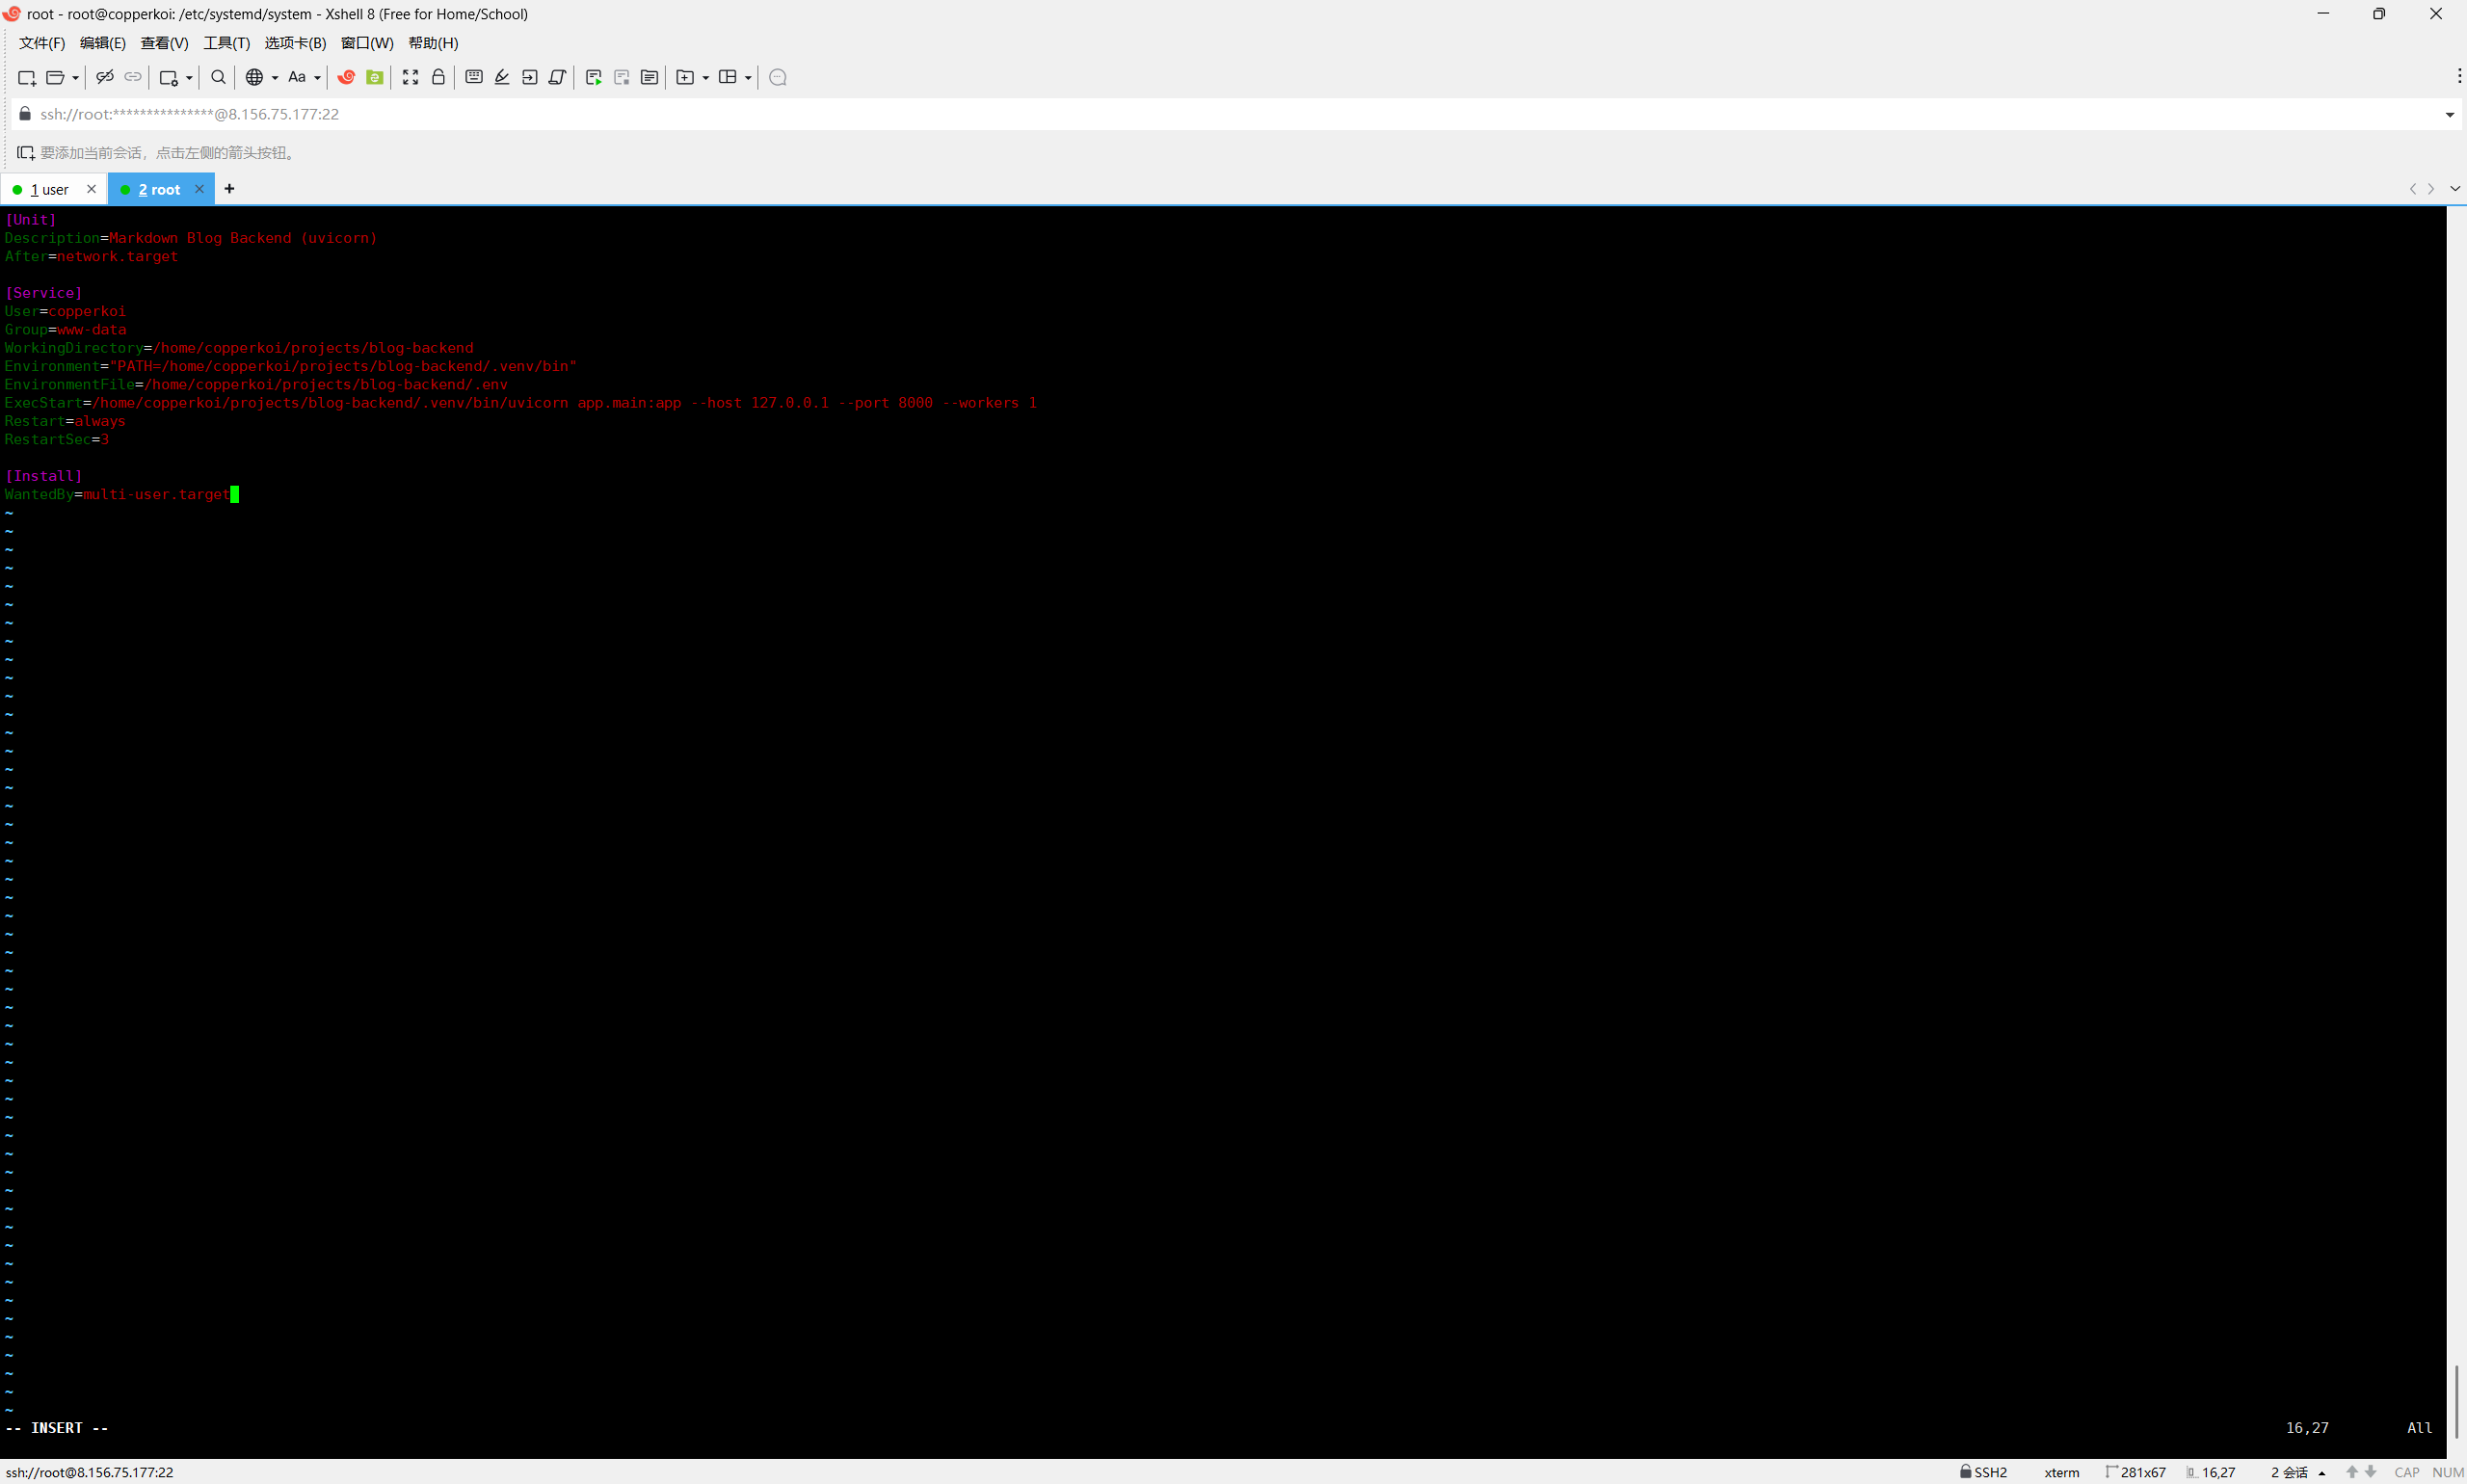 root - root@copperkoi: /etc/systemd/system - Xshell 8 (Free for Home/School)
文件(F) 编辑(E) 查看(V) 工具(T) 选项卡(B) 窗口(W) 帮助(H)
Aa
ssh://root:***************@8.156.75.177:22
要添加当前会话，点击左侧的箭头按钮。
1 user 2 root
[Unit]
Description=Markdown Blog Backend (uvicorn)
After=network.target
[Service]
User=copperkoi
Group=www-data
WorkingDirectory=/home/copperkoi/projects/blog-backend
Environment="PATH=/home/copperkoi/projects/blog-backend/.venv/bin"
EnvironmentFile=/home/copperkoi/projects/blog-backend/.env
ExecStart=/home/copperkoi/projects/blog-backend/.venv/bin/uvicorn app.main:app --host 127.0.0.1 --port 8000 --workers 1
Restart=always
RestartSec=3
[Install]
WantedBy=multi-user.target
-- INSERT -- 16,27 All
ssh://root@8.156.75.177:22 SSH2 xterm 281x67 16,27 2 会话 CAP NUM